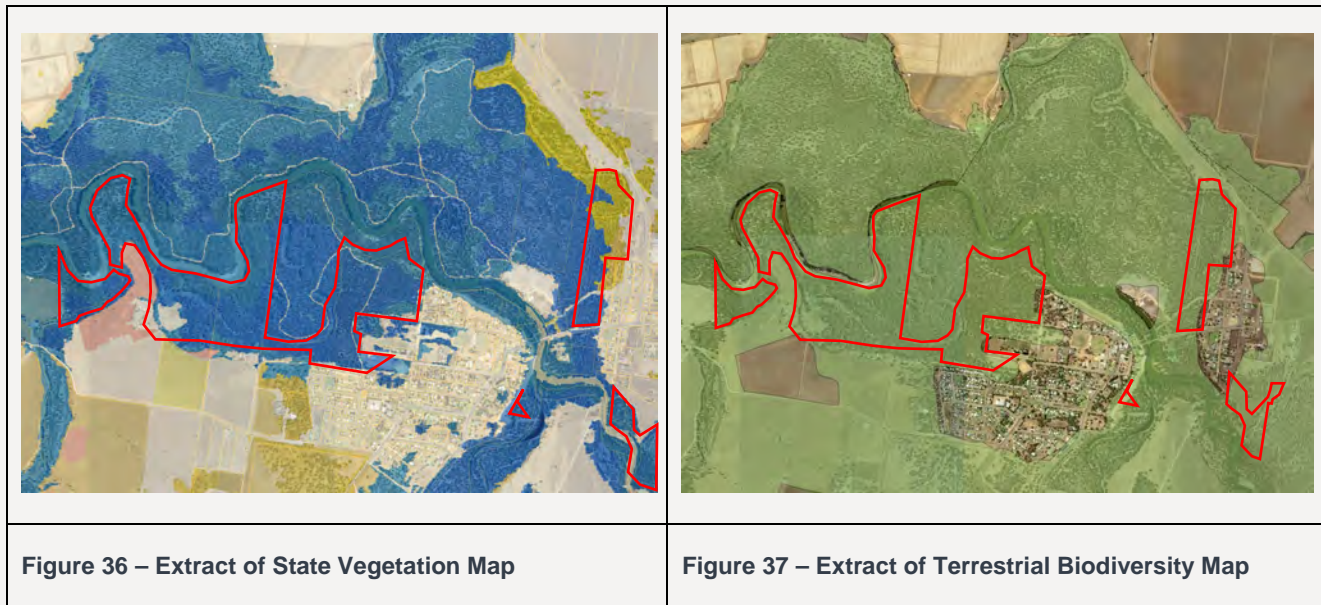 Figure 36 – Extract of State Vegetation Map
Figure 37 – Extract of Terrestrial Biodiversity Map